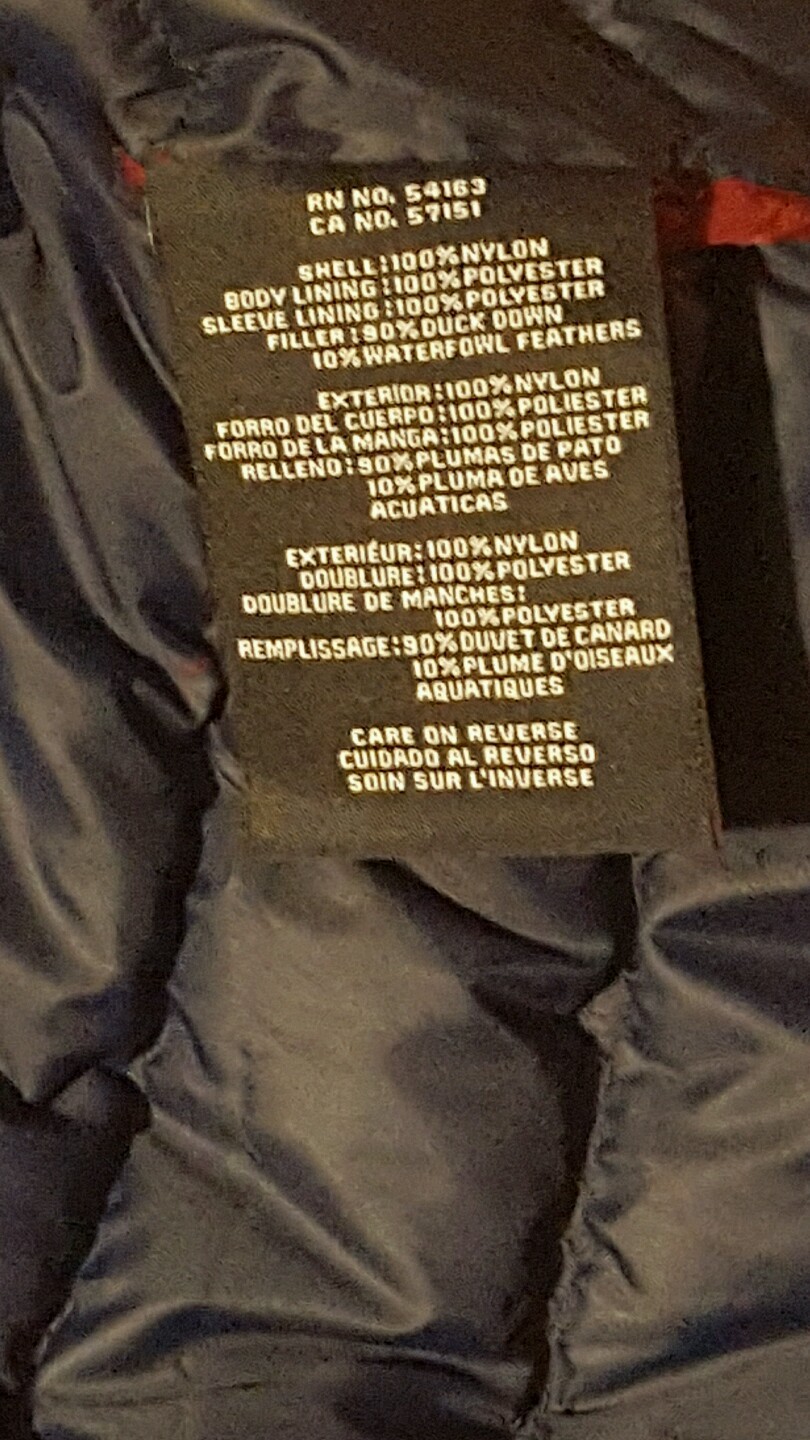 RN NO. 54163
CA NO. 57151
SHELL:100%NYLON
BODY LINING:100%POLYESTER
SLEEVE LINING:100%POLYESTER
FILLER:90%DUCK DOWN
10%WATERFOWL FEATHERS
EXTERIOR:100%NYLON
FORRO DEL CUERPO:100%POLIESTER
FORRO DE LA MANGA:100%POLIESTER
RELLENO:90%PLUMAS DE PATO
10%PLUMA DE AVES
ACUATICAS
EXTERIÉUR:100%NYLON
DOUBLURE:100%POLYESTER
DOUBLURE DE MANCHES:
100%POLYESTER
REMPLISSAGE:90%DUVET DE CANARD
10%PLUME D'OISEAUX
AQUATIQUES
CARE ON REVERSE
CUIDADO AL REVERSO
SOIN SUR L'INVERSE